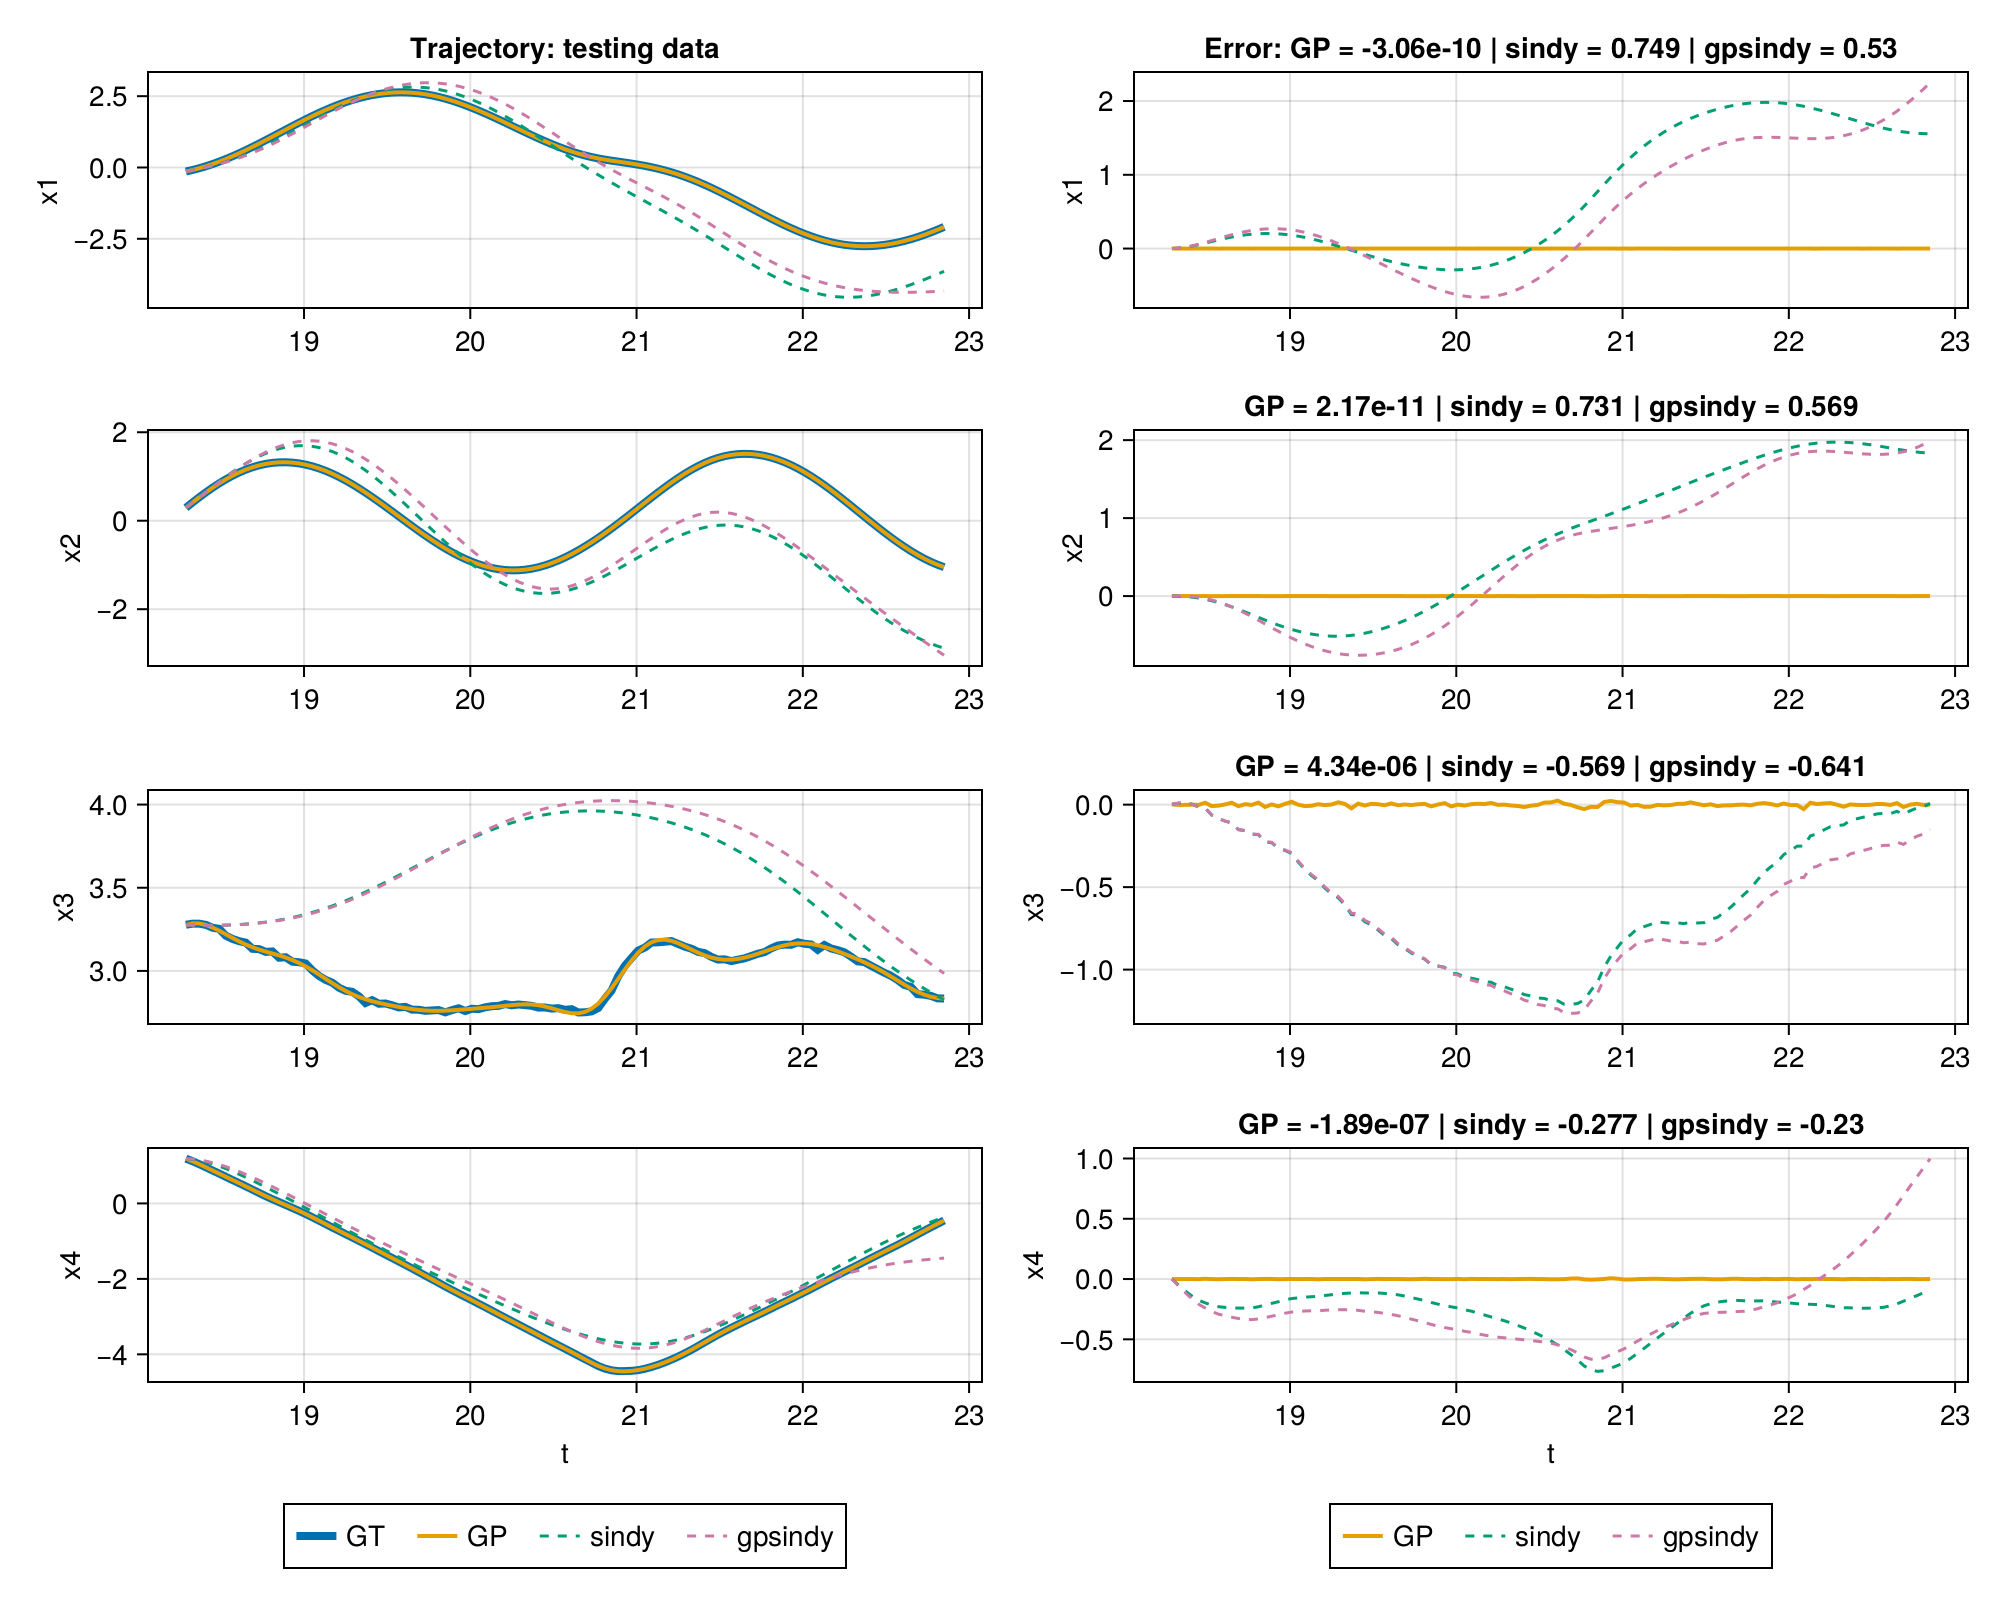 Trajectory: testing data
2.5
0.0
−2.5
x1
19 20 21 22 23
Error: GP = -3.06e-10 | sindy = 0.749 | gpsindy = 0.53
2
1
0
x1
19 20 21 22 23
2
0
−2
x2
19 20 21 22 23
GP = 2.17e-11 | sindy = 0.731 | gpsindy = 0.569
2
1
0
x2
19 20 21 22 23
4.0
3.5
3.0
x3
19 20 21 22 23
GP = 4.34e-06 | sindy = -0.569 | gpsindy = -0.641
0.0
−0.5
−1.0
x3
19 20 21 22 23
0
−2
−4
x4
19 20 21 22 23
t
GP = -1.89e-07 | sindy = -0.277 | gpsindy = -0.23
1.0
0.5
0.0
−0.5
x4
19 20 21 22 23
t
GT GP sindy gpsindy
GP sindy gpsindy